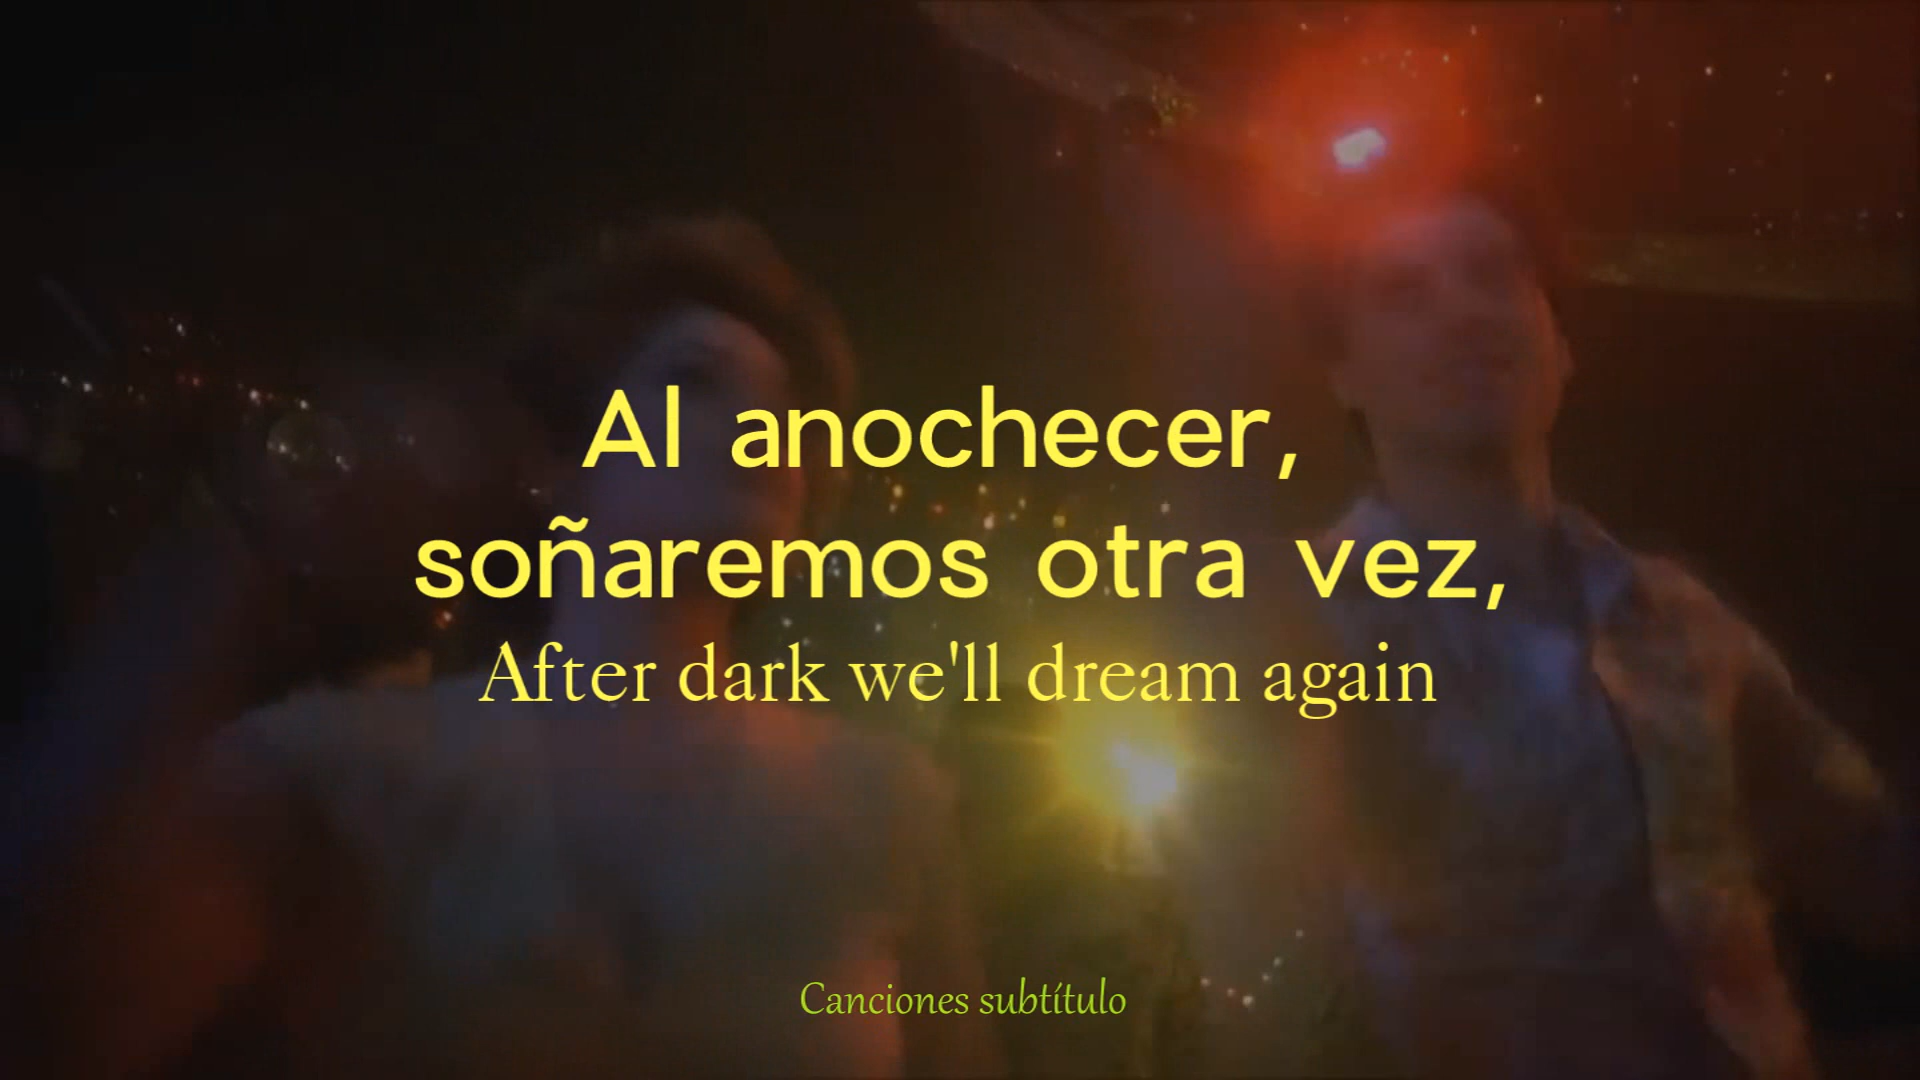 Al anochecer,
soñaremos otra vez,
After dark we'll dream again
Canciones subtítulo